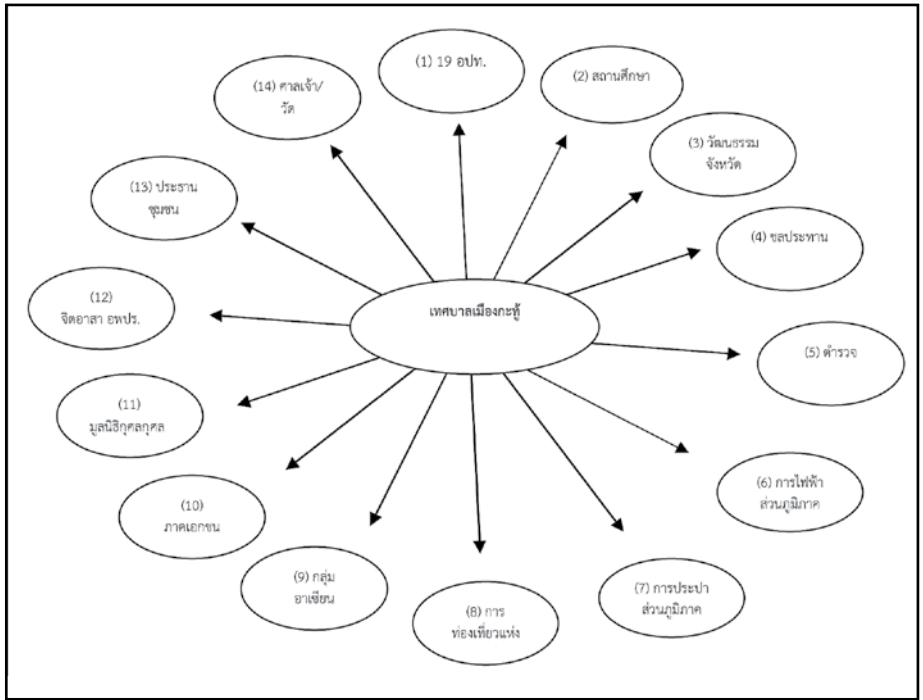 (1) 19 อปท.
(2) สถานศึกษา
(3) วัฒนธรรม
จังหวัด
(4) ชลประทาน
(5) ตำรวจ
(6) การไฟฟ้า
ส่วนภูมิภาค
(7) การประปา
ส่วนภูมิภาค
(8) การ
ท่องเที่ยวแห่ง
(9) กลุ่ม
อาเซียน
(10)
ภาคเอกชน
(11)
มูลนิธิกุศลกุศล
(12)
จิตอาสา อพปร.
(13) ประธาน
ชุมชน
(14) ศาลเจ้า/
วัด
เทศบาลเมืองกะทู้